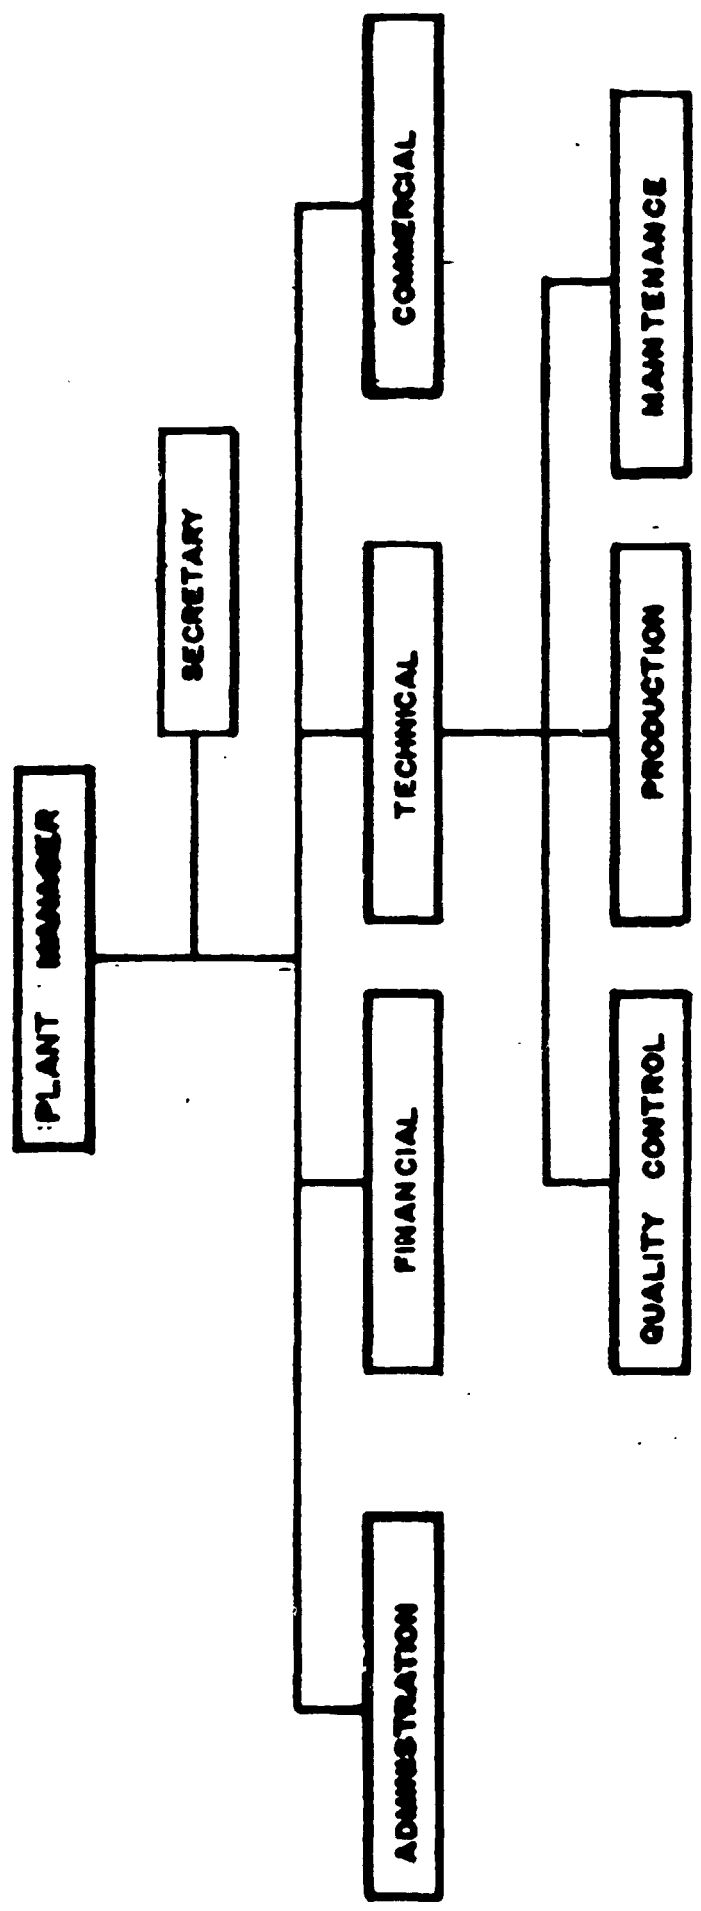 PLANT MANAGER
SECRETARY
ADMINISTRATION
FINANCIAL
TECHNICAL
COMMERCIAL
QUALITY CONTROL
PRODUCTION
MAINTENANCE